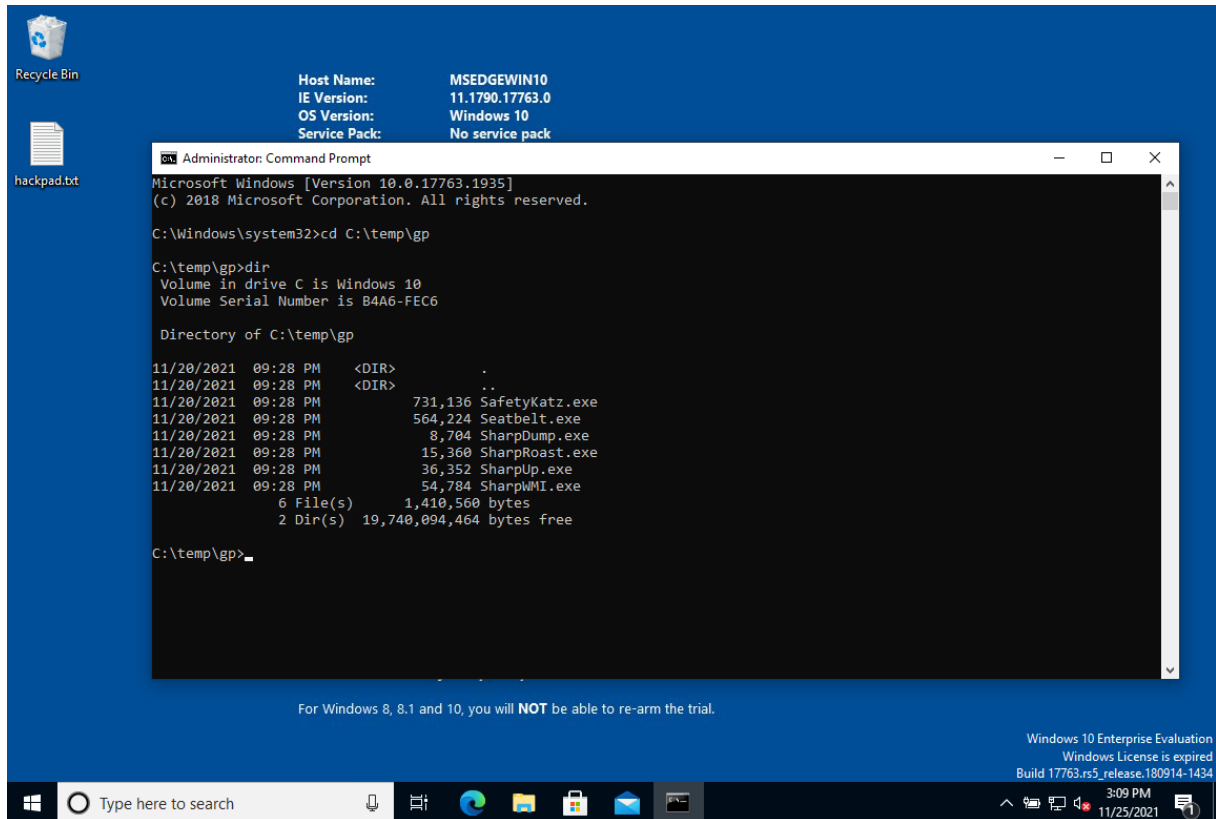 Recycle Bin
hackpad.txt
Host Name: MSEDGEWIN10
IE Version: 11.1790.17763.0
OS Version: Windows 10
Service Pack: No service pack
Administrator: Command Prompt
Microsoft Windows [Version 10.0.17763.1935]
(c) 2018 Microsoft Corporation. All rights reserved.
C:\Windows\system32>cd C:\temp\gp
C:\temp\gp>dir
Volume in drive C is Windows 10
Volume Serial Number is B4A6-FEC6
Directory of C:\temp\gp
11/20/2021  09:28 PM    <DIR>          .
11/20/2021  09:28 PM    <DIR>          ..
11/20/2021  09:28 PM           731,136 SafetyKatz.exe
11/20/2021  09:28 PM           564,224 Seatbelt.exe
11/20/2021  09:28 PM             8,704 SharpDump.exe
11/20/2021  09:28 PM            15,360 SharpRoast.exe
11/20/2021  09:28 PM            36,352 SharpUp.exe
11/20/2021  09:28 PM            54,784 SharpWMI.exe
6 File(s)      1,410,560 bytes
2 Dir(s)  19,740,094,464 bytes free
C:\temp\gp>
For Windows 8, 8.1 and 10, you will NOT be able to re-arm the trial.
Windows 10 Enterprise Evaluation
Windows License is expired
Build 17763.rs5_release.180914-1434
Type here to search
3:09 PM
11/25/2021
1